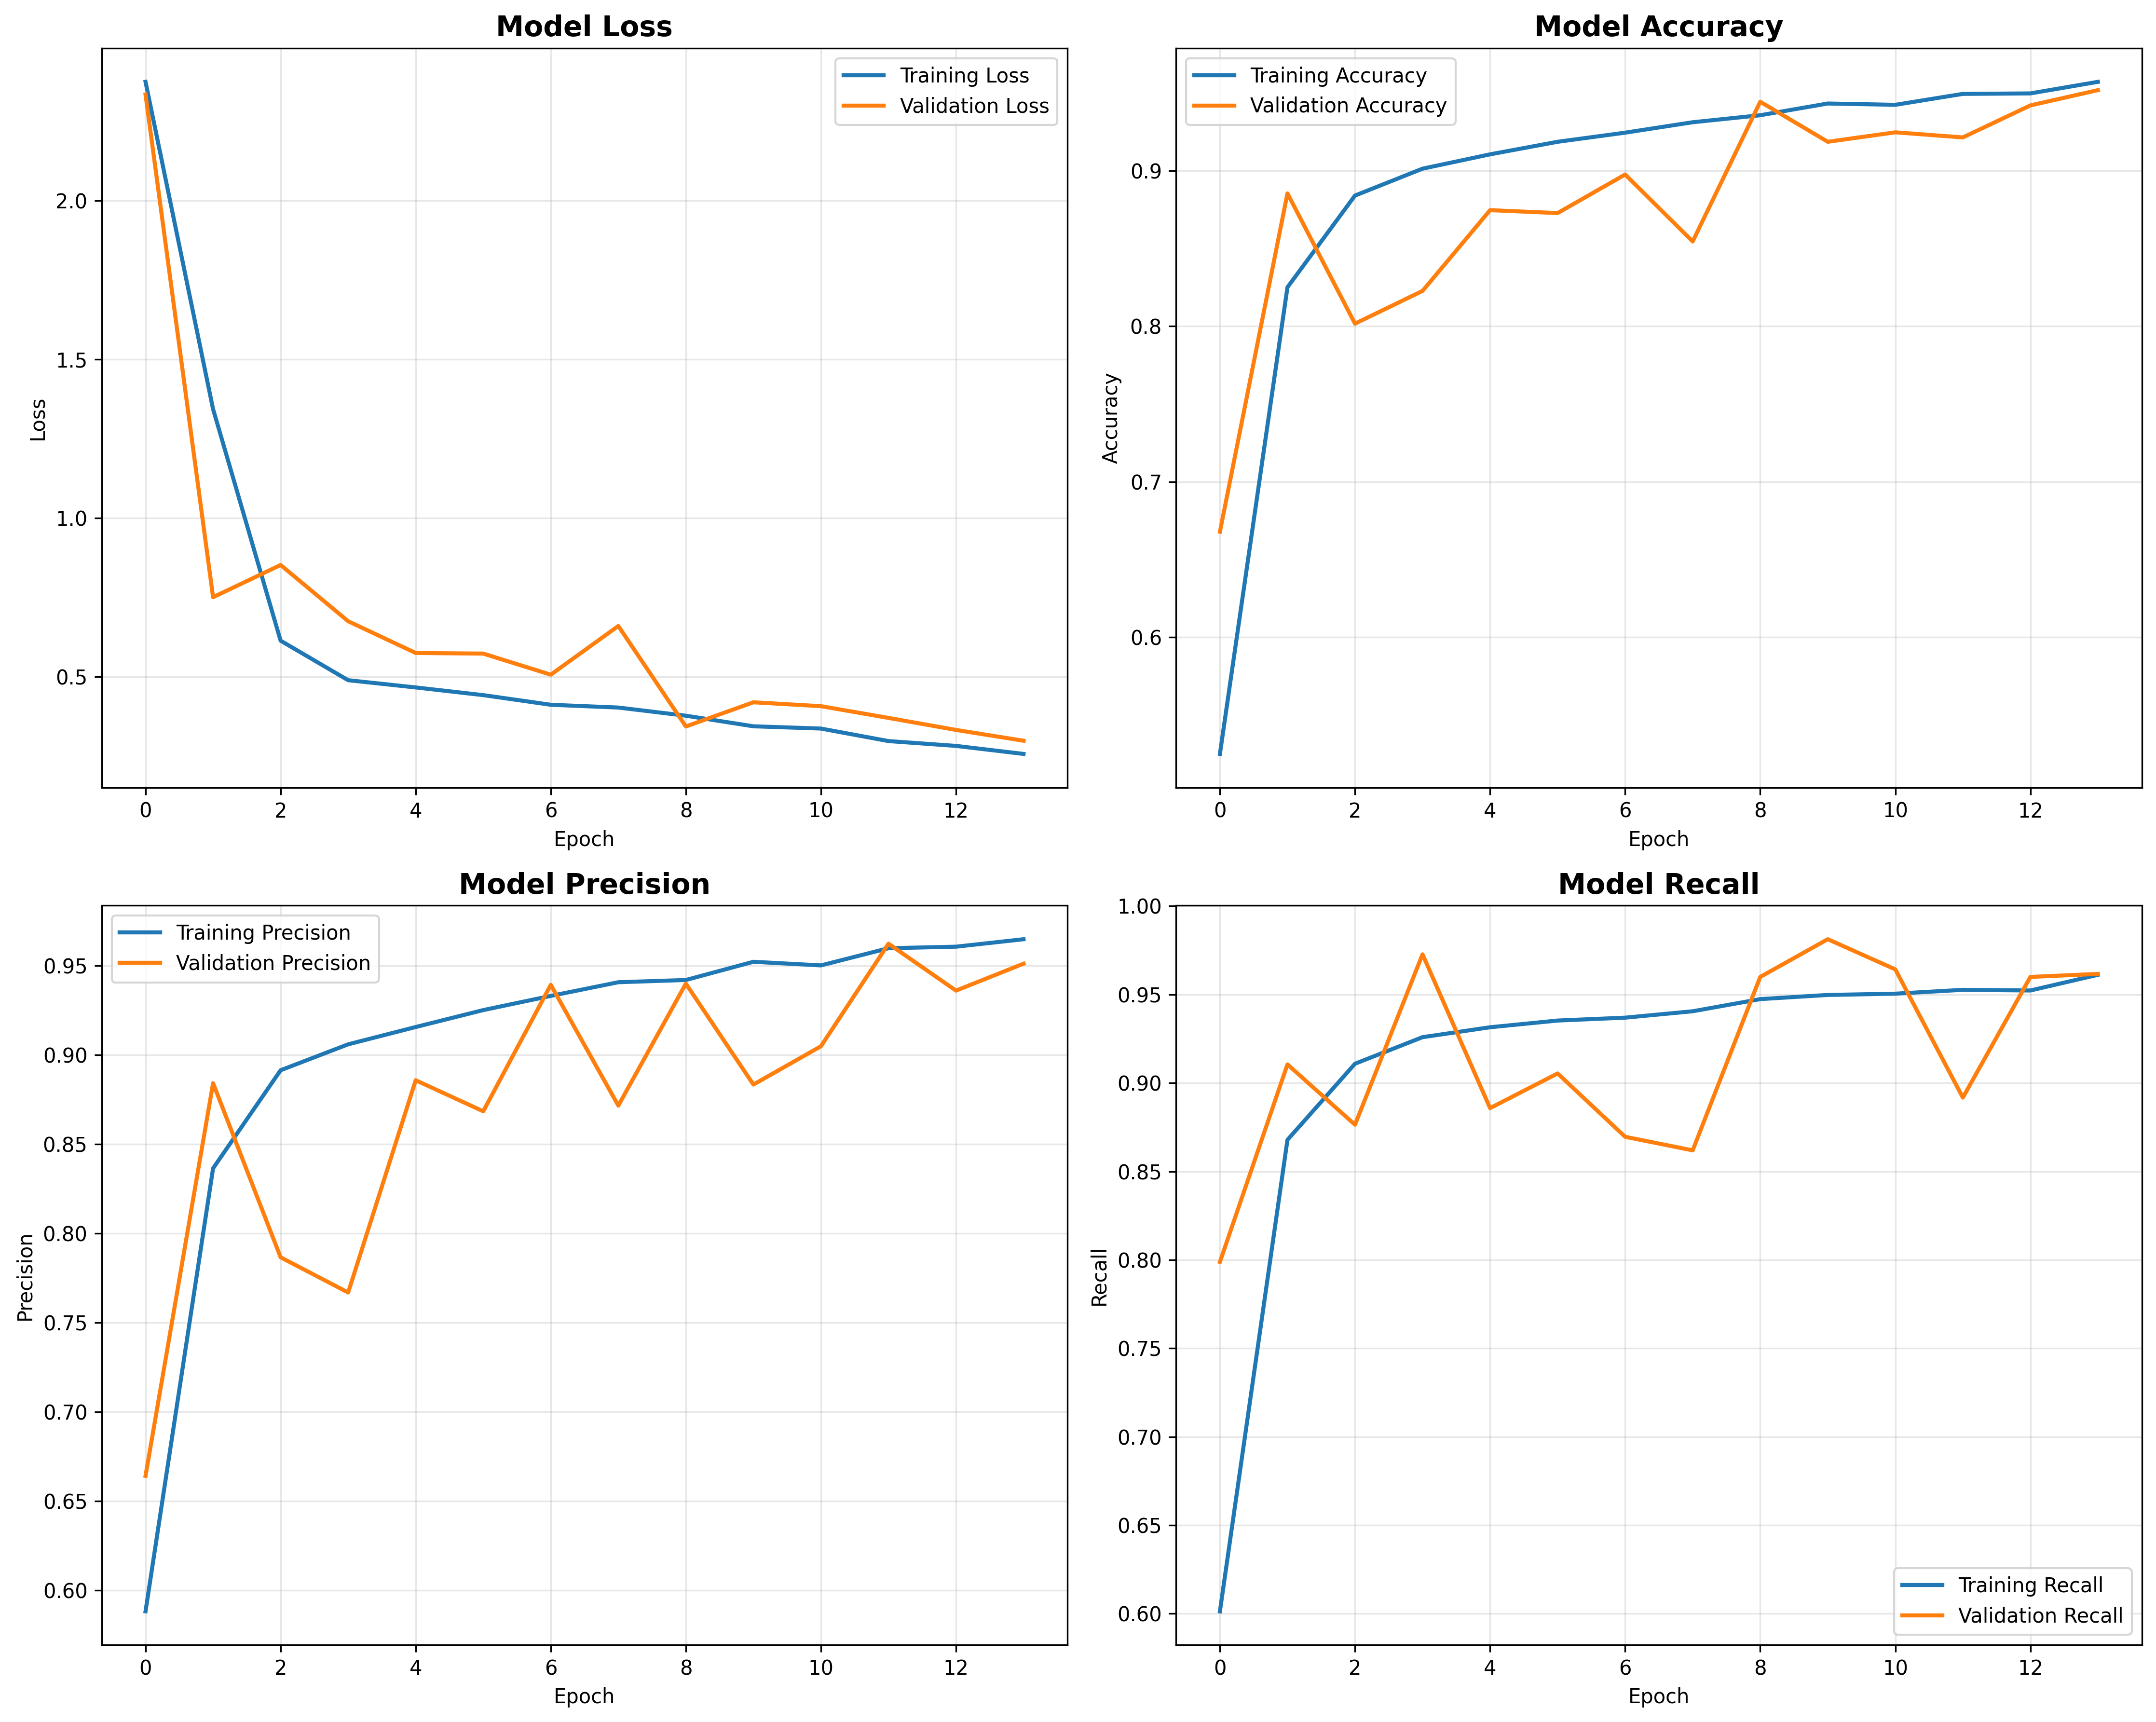 Model Loss
Training Loss
Validation Loss
2.0
1.5
1.0
0.5
Loss
0 2 4 6 8 10 12
Epoch
Model Accuracy
Training Accuracy
Validation Accuracy
0.9
0.8
0.7
0.6
Accuracy
0 2 4 6 8 10 12
Epoch
Model Precision
Training Precision
Validation Precision
0.95
0.90
0.85
0.80
0.75
0.70
0.65
0.60
Precision
0 2 4 6 8 10 12
Epoch
Model Recall
1.00
0.95
0.90
0.85
0.80
0.75
0.70
0.65
0.60
Recall
Training Recall
Validation Recall
0 2 4 6 8 10 12
Epoch